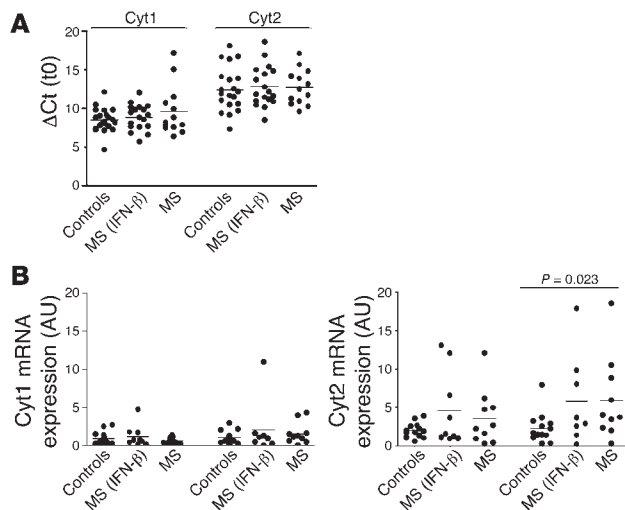 A
Cyt1 Cyt2
ΔCt (t0)
20
15
10
5
0
Controls
MS (IFN-β)
MS
Controls
MS (IFN-β)
MS
B
Cyt1 mRNA
expression (AU)
20
15
10
5
0
Controls
MS (IFN-β)
MS
Controls
MS (IFN-β)
MS
Cyt2 mRNA
expression (AU)
20
15
10
5
0
P = 0.023
Controls
MS (IFN-β)
MS
Controls
MS (IFN-β)
MS